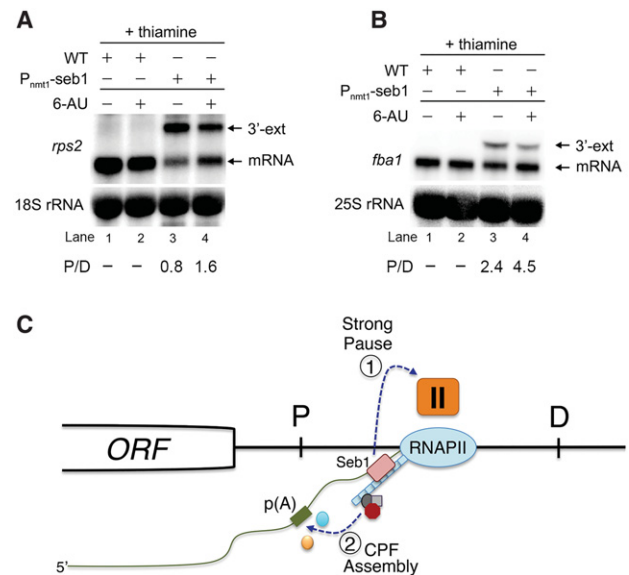 A
+ thiamine
WT + + − −
Pnmt1-seb1 − − + +
6-AU − + − +
rps2
3'-ext
mRNA
18S rRNA
Lane 1 2 3 4
P/D − − 0.8 1.6
B
+ thiamine
WT + + − −
Pnmt1-seb1 − − + +
6-AU − + − +
fba1
3'-ext
mRNA
25S rRNA
Lane 1 2 3 4
P/D − − 2.4 4.5
C
Strong
Pause
1
II
P
D
ORF
RNAPII
Seb1
p(A)
2 CPF
Assembly
5'